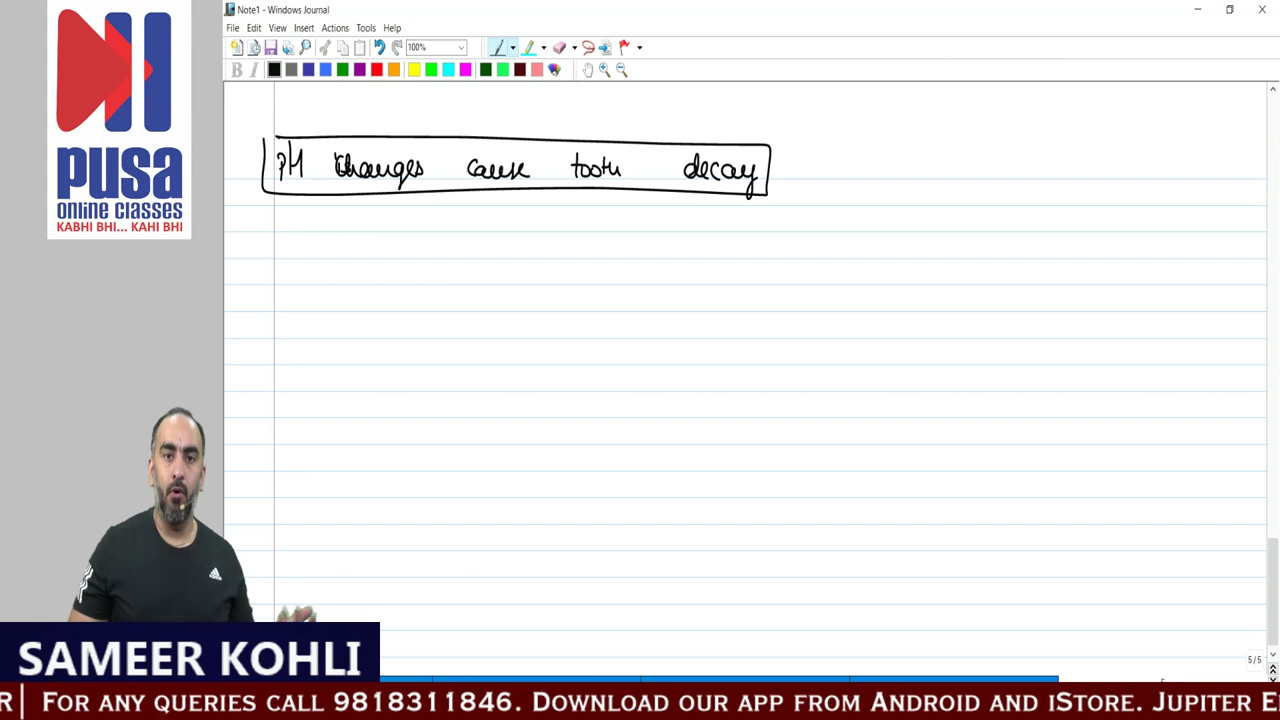 Note1 - Windows Journal
File Edit View Insert Actions Tools Help
100%
B I
pH changes cause tooth decay
PUSA
ONLINE CLASSES
KABHI BHI... KAHI BHI
5/5
SAMEER KOHLI
R| FOR ANY QUERIES CALL 9818311846. DOWNLOAD OUR APP FROM ANDROID AND ISTORE. JUPITER E